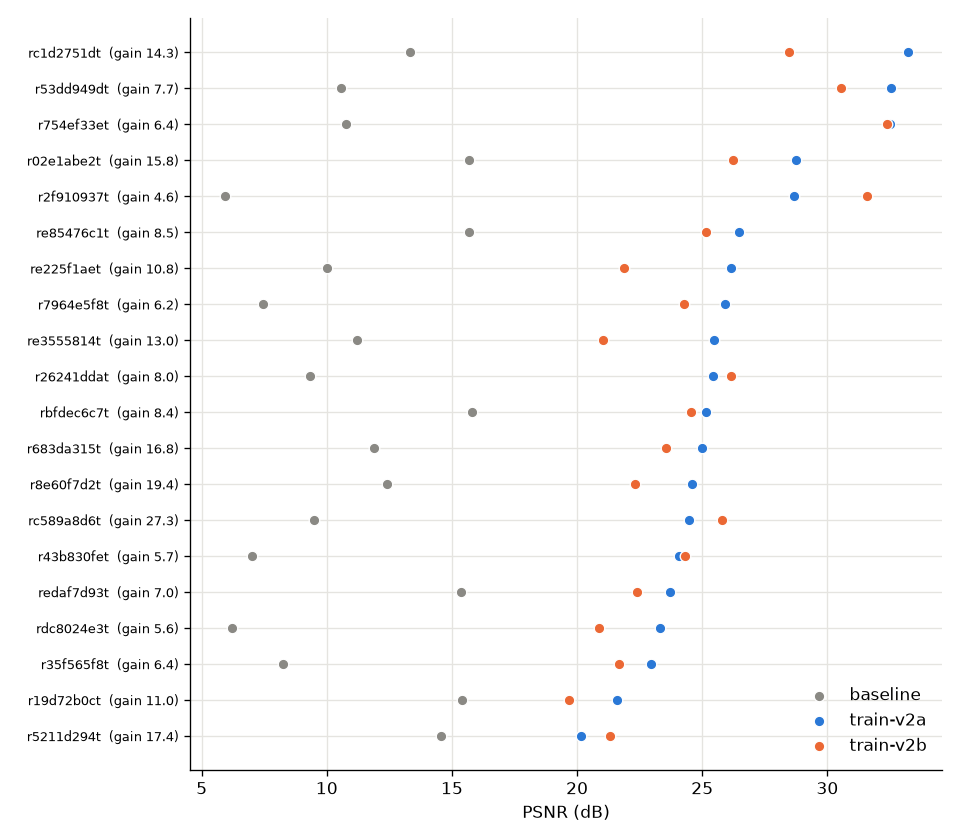 rc1d2751dt (gain 14.3)
r53dd949dt (gain 7.7)
r754ef33et (gain 6.4)
r02e1abe2t (gain 15.8)
r2f910937t (gain 4.6)
re85476c1t (gain 8.5)
re225f1aet (gain 10.8)
r7964e5f8t (gain 6.2)
re3555814t (gain 13.0)
r26241ddat (gain 8.0)
rbfdec6c7t (gain 8.4)
r683da315t (gain 16.8)
r8e60f7d2t (gain 19.4)
rc589a8d6t (gain 27.3)
r43b830fet (gain 5.7)
redaf7d93t (gain 7.0)
rdc8024e3t (gain 5.6)
r35f565f8t (gain 6.4)
r19d72b0ct (gain 11.0)
r5211d294t (gain 17.4)
baseline
train-v2a
train-v2b
5 10 15 20 25 30
PSNR (dB)